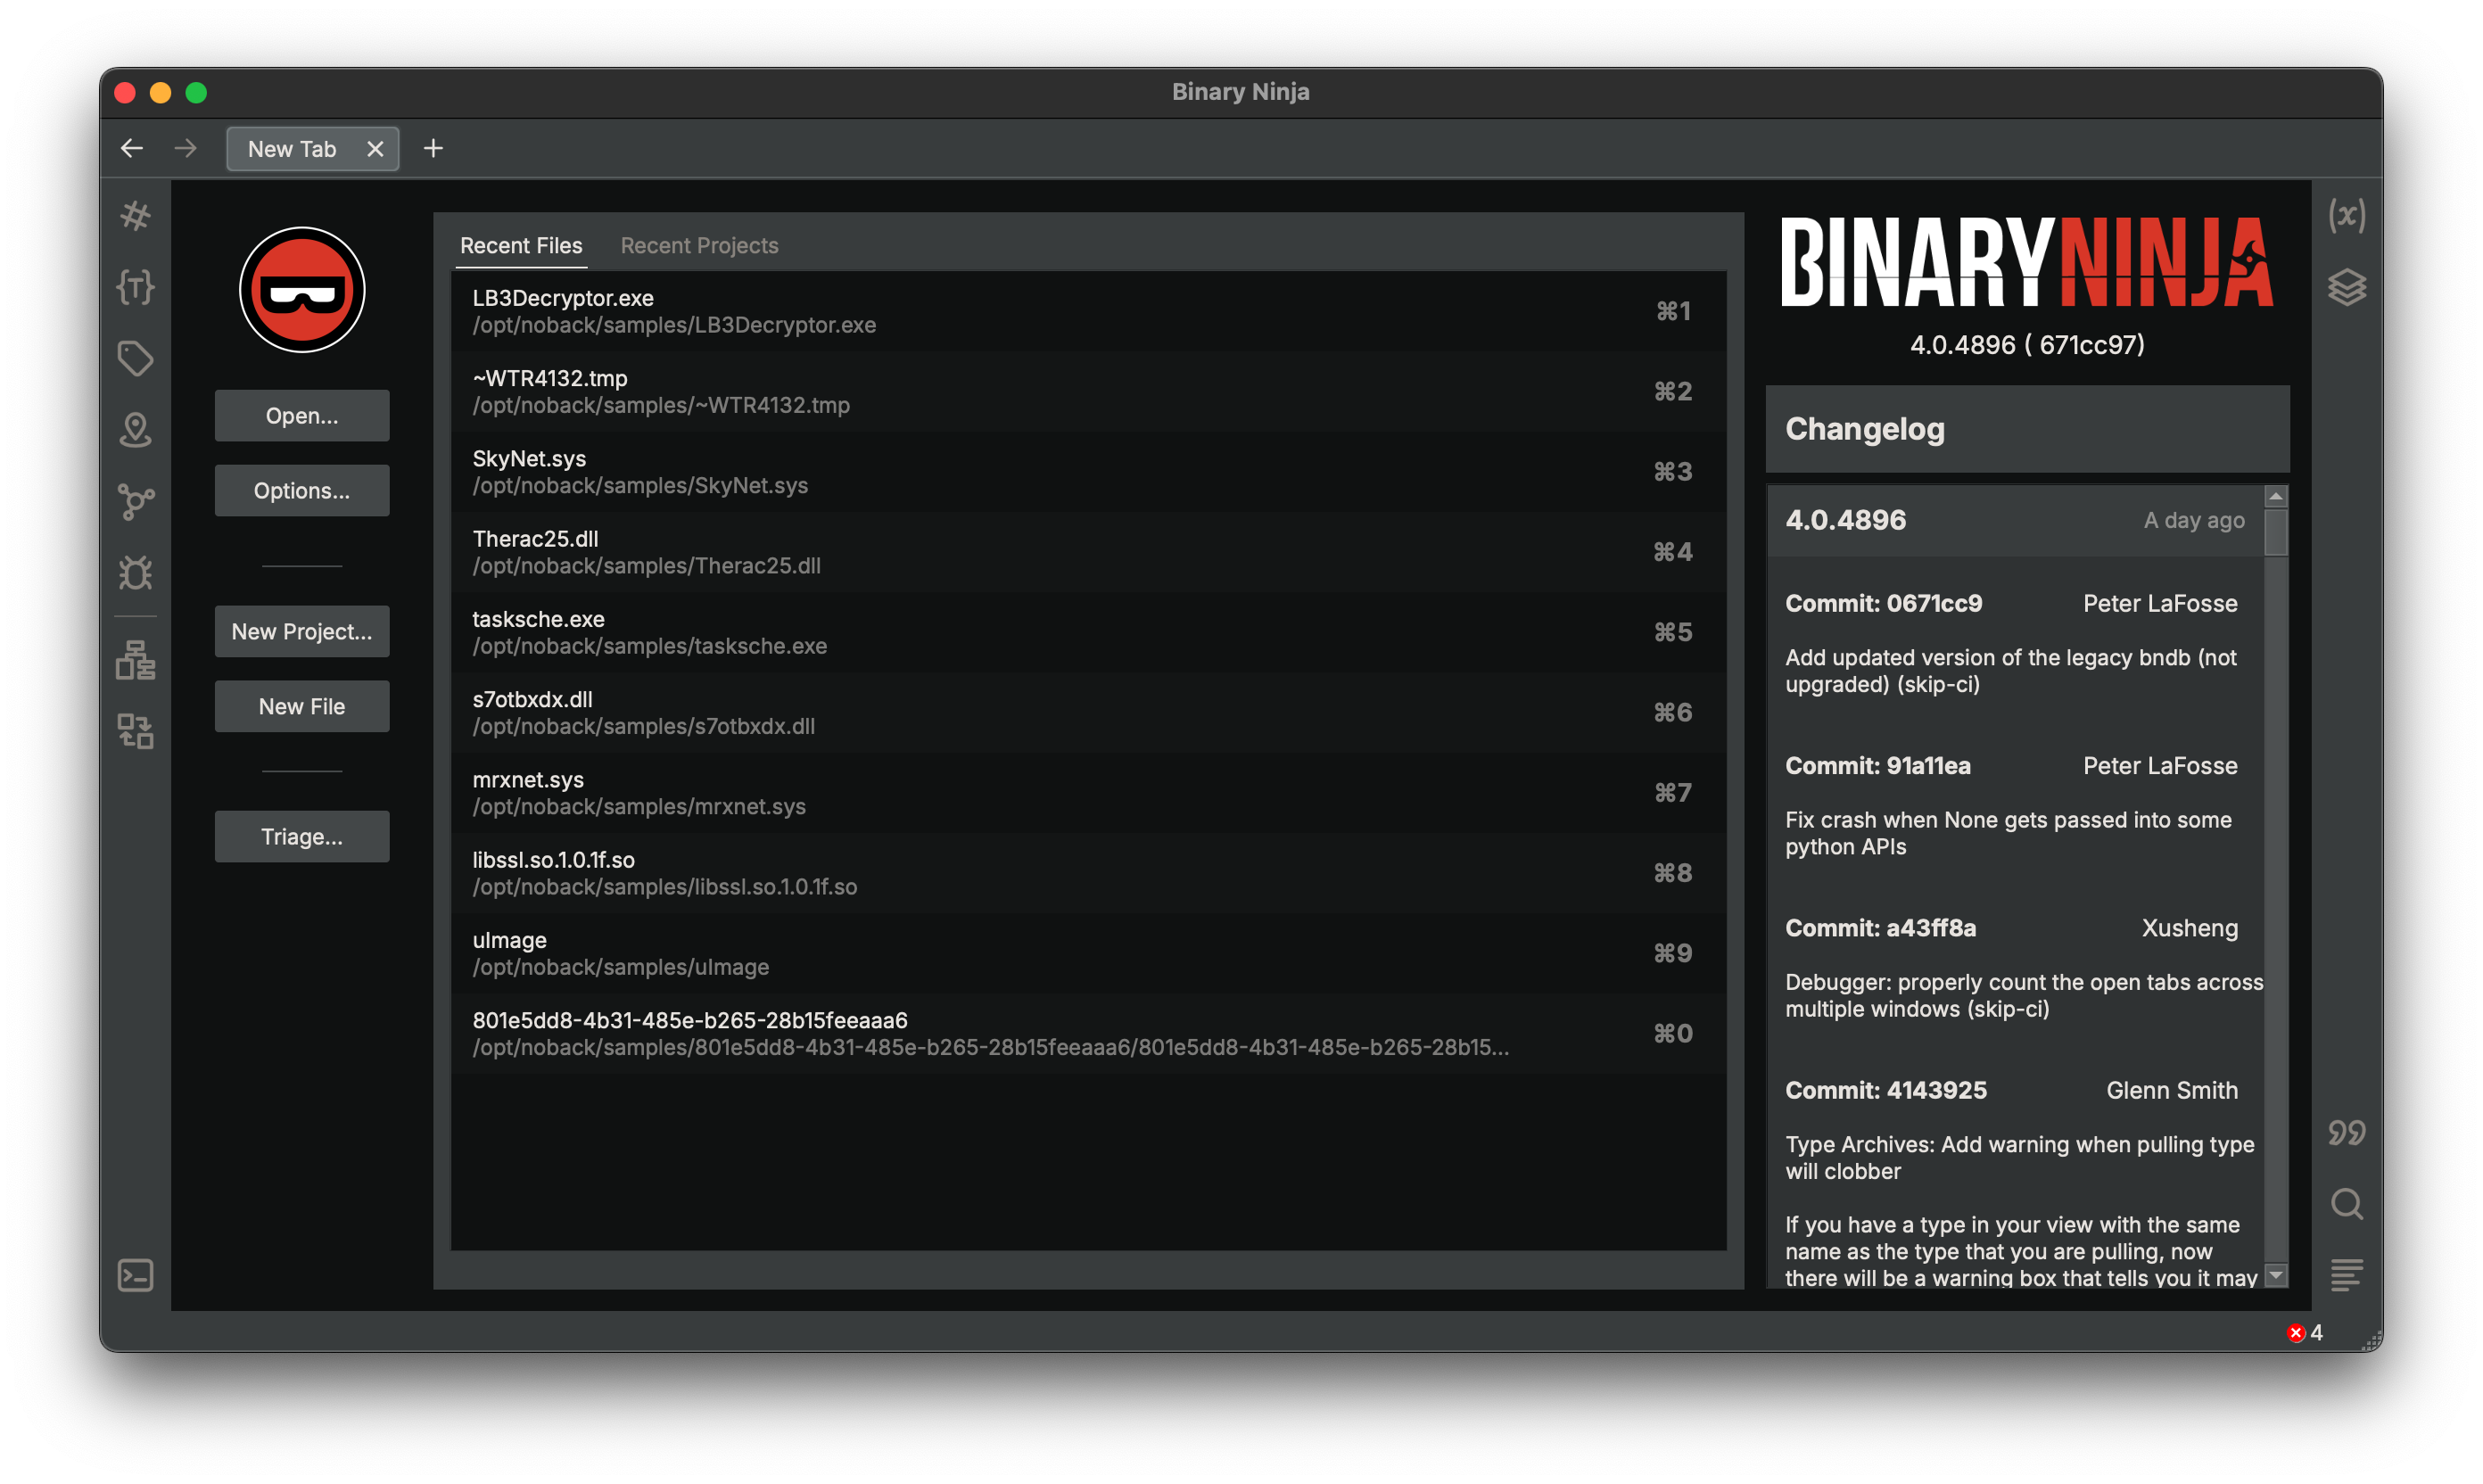 Binary Ninja
New Tab
Open...
Options...
New Project...
New File
Triage...
Recent Files
Recent Projects
LB3Decryptor.exe
/opt/noback/samples/LB3Decryptor.exe
⌘1
~WTR4132.tmp
/opt/noback/samples/~WTR4132.tmp
⌘2
SkyNet.sys
/opt/noback/samples/SkyNet.sys
⌘3
Therac25.dll
/opt/noback/samples/Therac25.dll
⌘4
tasksche.exe
/opt/noback/samples/tasksche.exe
⌘5
s7otbxdx.dll
/opt/noback/samples/s7otbxdx.dll
⌘6
mrxnet.sys
/opt/noback/samples/mrxnet.sys
⌘7
libssl.so.1.0.1f.so
/opt/noback/samples/libssl.so.1.0.1f.so
⌘8
uImage
/opt/noback/samples/uImage
⌘9
801e5dd8-4b31-485e-b265-28b15feeaaa6
/opt/noback/samples/801e5dd8-4b31-485e-b265-28b15feeaaa6/801e5dd8-4b31-485e-b265-28b15...
⌘0
BINARYNINJA
4.0.4896 ( 671cc97)
Changelog
4.0.4896 A day ago
Commit: 0671cc9 Peter LaFosse
Add updated version of the legacy bndb (not
upgraded) (skip-ci)
Commit: 91a11ea Peter LaFosse
Fix crash when None gets passed into some
python APIs
Commit: a43ff8a Xusheng
Debugger: properly count the open tabs across
multiple windows (skip-ci)
Commit: 4143925 Glenn Smith
Type Archives: Add warning when pulling type
will clobber
If you have a type in your view with the same
name as the type that you are pulling, now
there will be a warning box that tells you it may
4